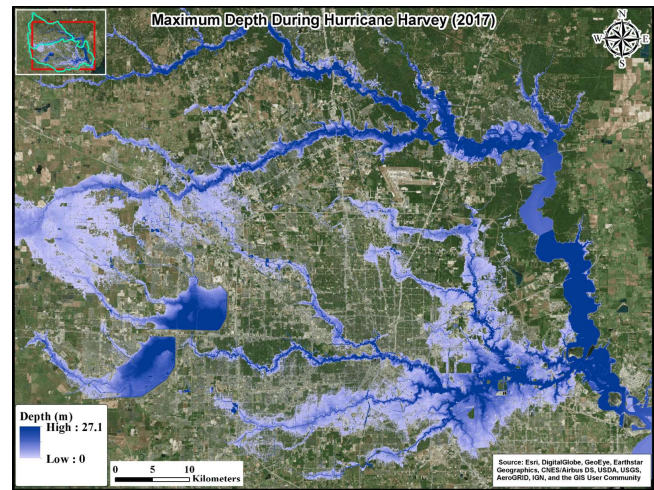 Maximum Depth During Hurricane Harvey (2017)
N
W E
S
Depth (m)
High : 27.1
Low : 0
0 5 10
Kilometers
Source: Esri, DigitalGlobe, GeoEye, Earthstar
Geographics, CNES/Airbus DS, USDA, USGS,
AeroGRID, IGN, and the GIS User Community